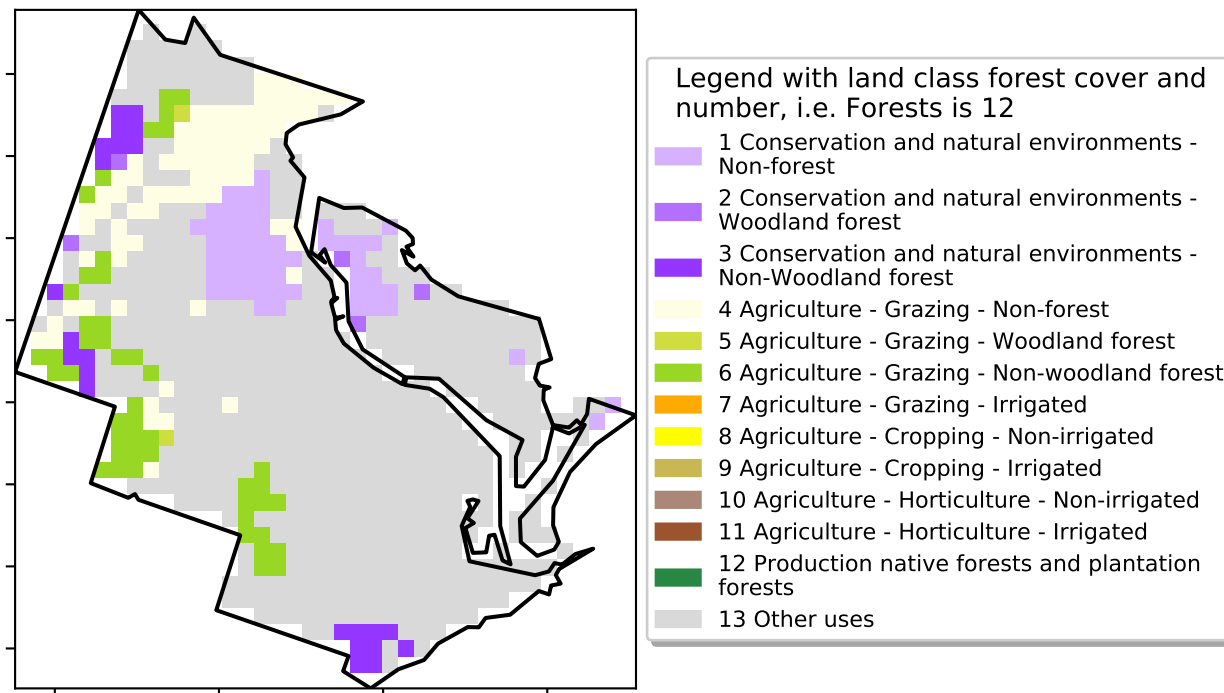 Legend with land class forest cover and
number, i.e. Forests is 12
1 Conservation and natural environments -
Non-forest
2 Conservation and natural environments -
Woodland forest
3 Conservation and natural environments -
Non-Woodland forest
4 Agriculture - Grazing - Non-forest
5 Agriculture - Grazing - Woodland forest
6 Agriculture - Grazing - Non-woodland forest
7 Agriculture - Grazing - Irrigated
8 Agriculture - Cropping - Non-irrigated
9 Agriculture - Cropping - Irrigated
10 Agriculture - Horticulture - Non-irrigated
11 Agriculture - Horticulture - Irrigated
12 Production native forests and plantation
forests
13 Other uses